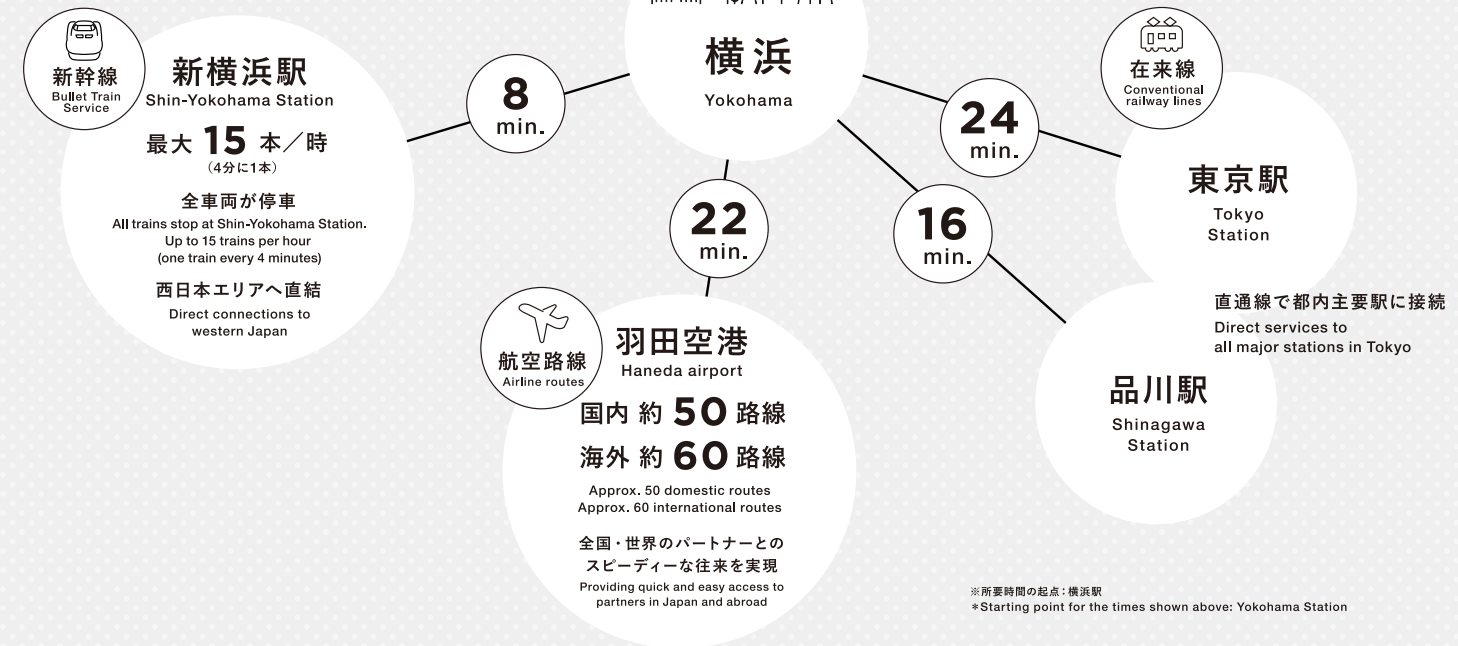 新幹線
Bullet Train
Service
新横浜駅
Shin-Yokohama Station
最大 15 本／時
（4分に1本）
全車両が停車
All trains stop at Shin-Yokohama Station.
Up to 15 trains per hour
(one train every 4 minutes)
西日本エリアへ直結
Direct connections to
western Japan
8
min.
横浜
Yokohama
22
min.
航空路線
Airline routes
羽田空港
Haneda airport
国内 約 50 路線
海外 約 60 路線
Approx. 50 domestic routes
Approx. 60 international routes
全国・世界のパートナーとの
スピーディーな往来を実現
Providing quick and easy access to
partners in Japan and abroad
24
min.
16
min.
在来線
Conventional
railway lines
東京駅
Tokyo
Station
直通線で都内主要駅に接続
Direct services to
all major stations in Tokyo
品川駅
Shinagawa
Station
※所要時間の起点：横浜駅
*Starting point for the times shown above: Yokohama Station